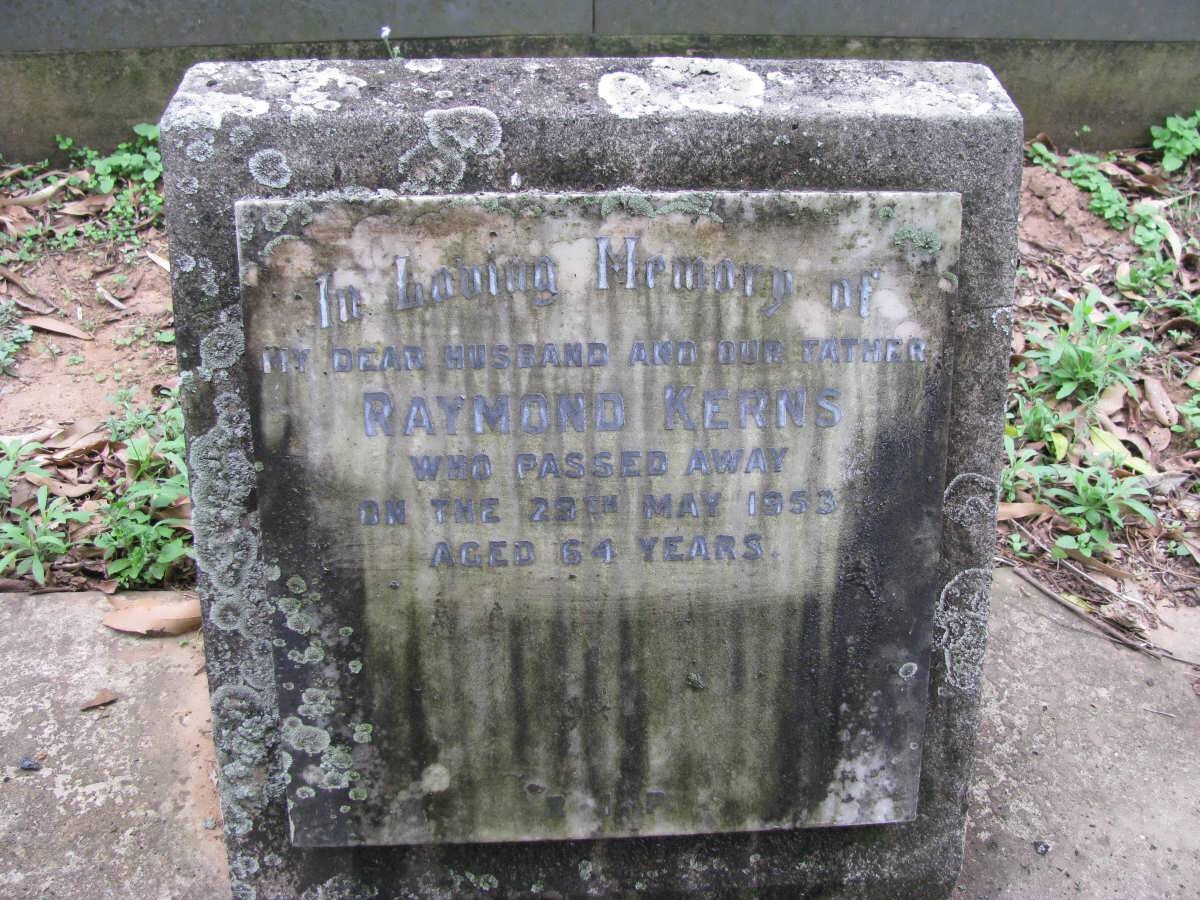 In Loving Memory of
MY DEAR HUSBAND AND OUR FATHER
RAYMOND KERNS
WHO PASSED AWAY
ON THE 29TH MAY 1953
AGED 64 YEARS.
R.I.P.